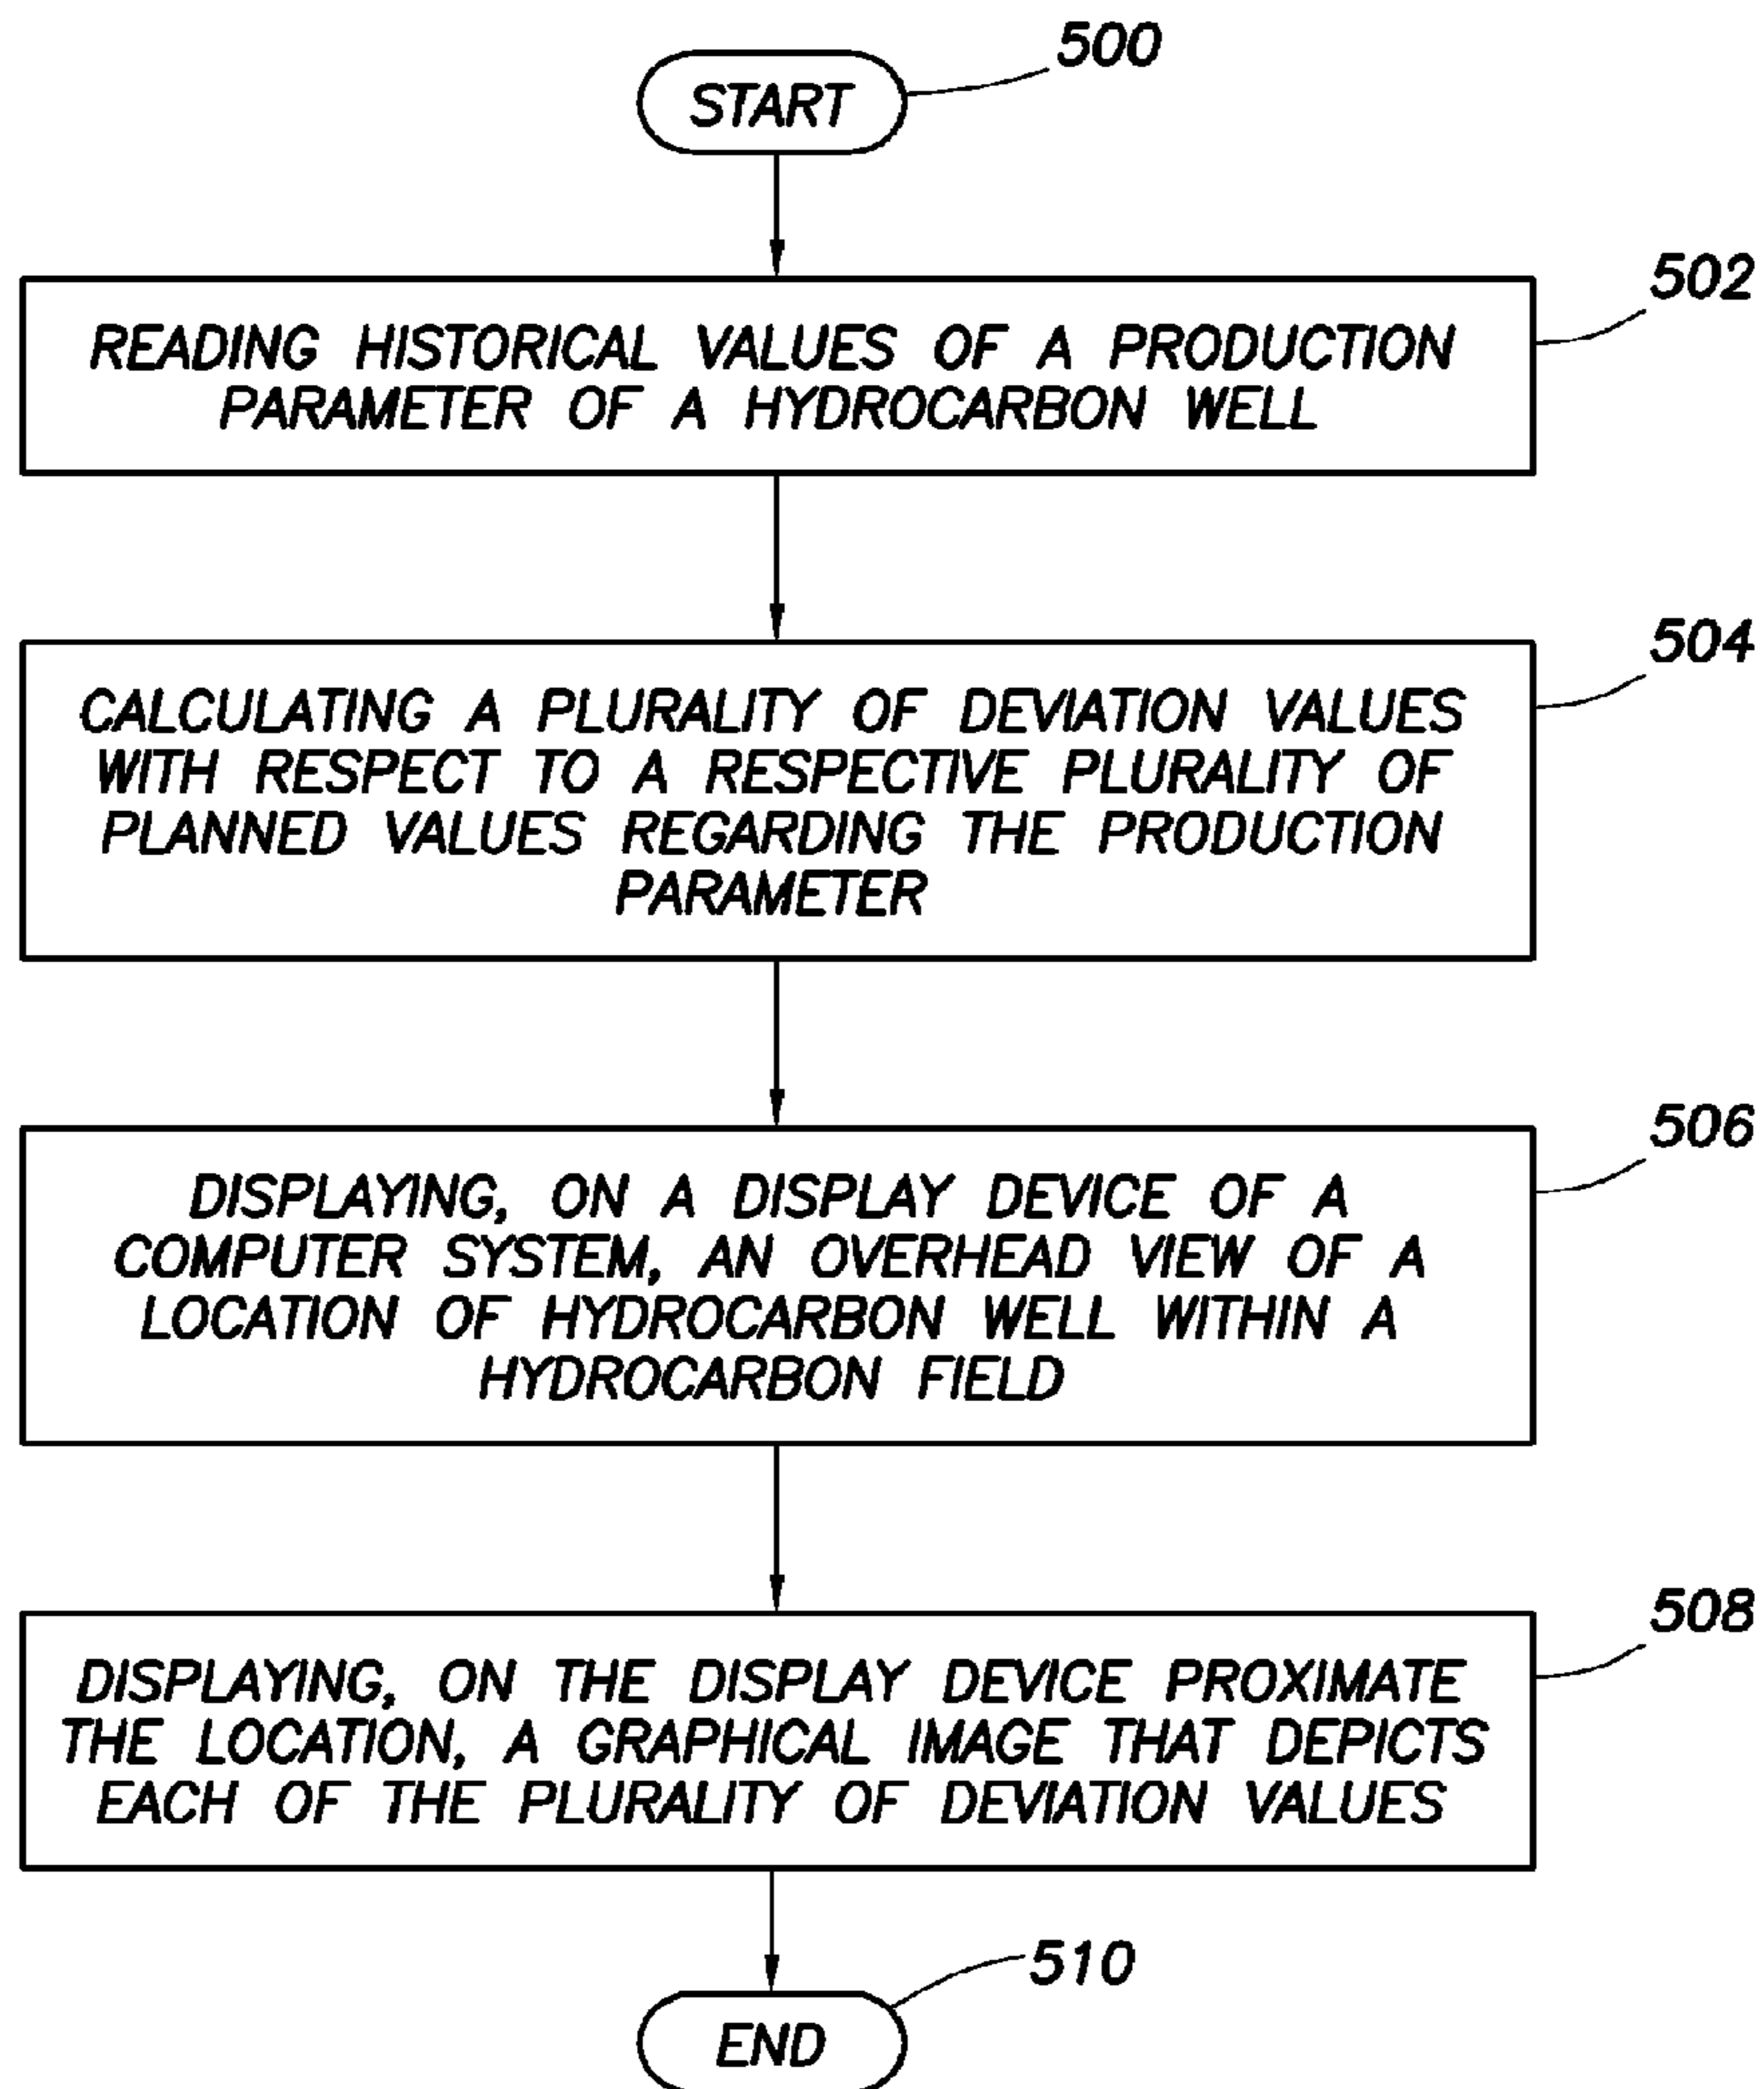 500
START
502
READING HISTORICAL VALUES OF A PRODUCTION
PARAMETER OF A HYDROCARBON WELL
504
CALCULATING A PLURALITY OF DEVIATION VALUES
WITH RESPECT TO A RESPECTIVE PLURALITY OF
PLANNED VALUES REGARDING THE PRODUCTION
PARAMETER
506
DISPLAYING, ON A DISPLAY DEVICE OF A
COMPUTER SYSTEM, AN OVERHEAD VIEW OF A
LOCATION OF HYDROCARBON WELL WITHIN A
HYDROCARBON FIELD
508
DISPLAYING, ON THE DISPLAY DEVICE PROXIMATE
THE LOCATION, A GRAPHICAL IMAGE THAT DEPICTS
EACH OF THE PLURALITY OF DEVIATION VALUES
510
END